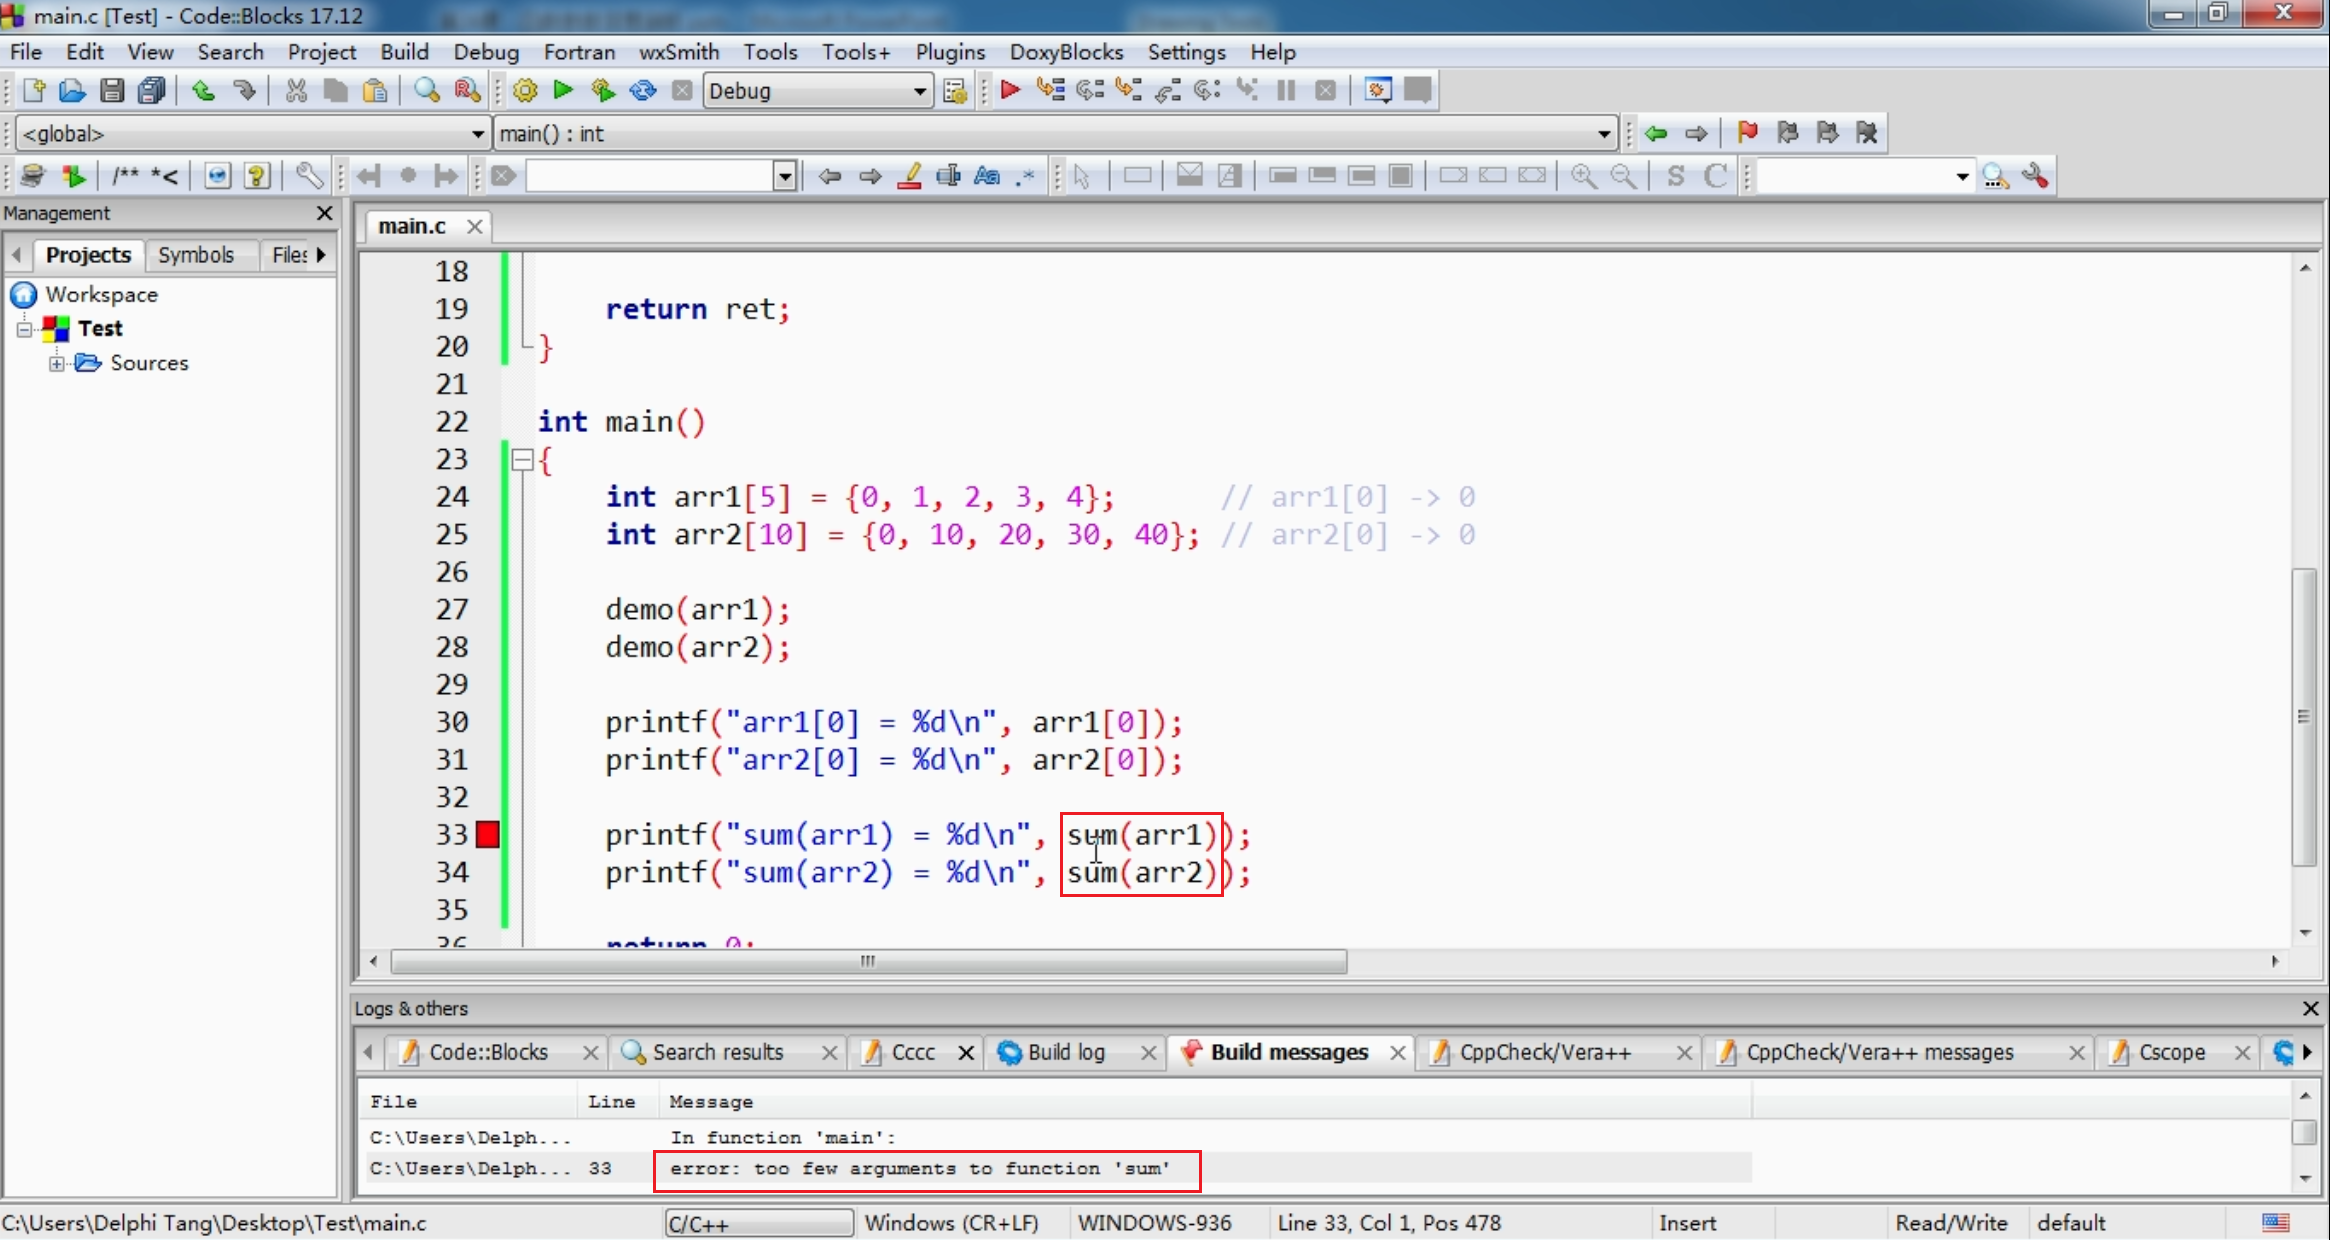 main.c [Test] - Code::Blocks 17.12
File Edit View Search Project Build Debug Fortran wxSmith Tools Tools+ Plugins DoxyBlocks Settings Help
Debug
<global> main() : int
/** *< S C
Management
Projects Symbols Files
Workspace
Test
Sources
main.c
18
19 return ret;
20 }
21
22 int main()
23 {
24 int arr1[5] = {0, 1, 2, 3, 4}; // arr1[0] -> 0
25 int arr2[10] = {0, 10, 20, 30, 40}; // arr2[0] -> 0
26
27 demo(arr1);
28 demo(arr2);
29
30 printf("arr1[0] = %d\n", arr1[0]);
31 printf("arr2[0] = %d\n", arr2[0]);
32
33 printf("sum(arr1) = %d\n", sum(arr1));
34 printf("sum(arr2) = %d\n", sum(arr2));
35
36 return 0;
Logs & others
Code::Blocks Search results Cccc Build log Build messages CppCheck/Vera++ CppCheck/Vera++ messages Cscope
File Line Message
C:\Users\Delph... In function 'main':
C:\Users\Delph... 33 error: too few arguments to function 'sum'
C:\Users\Delphi Tang\Desktop\Test\main.c C/C++ Windows (CR+LF) WINDOWS-936 Line 33, Col 1, Pos 478 Insert Read/Write default